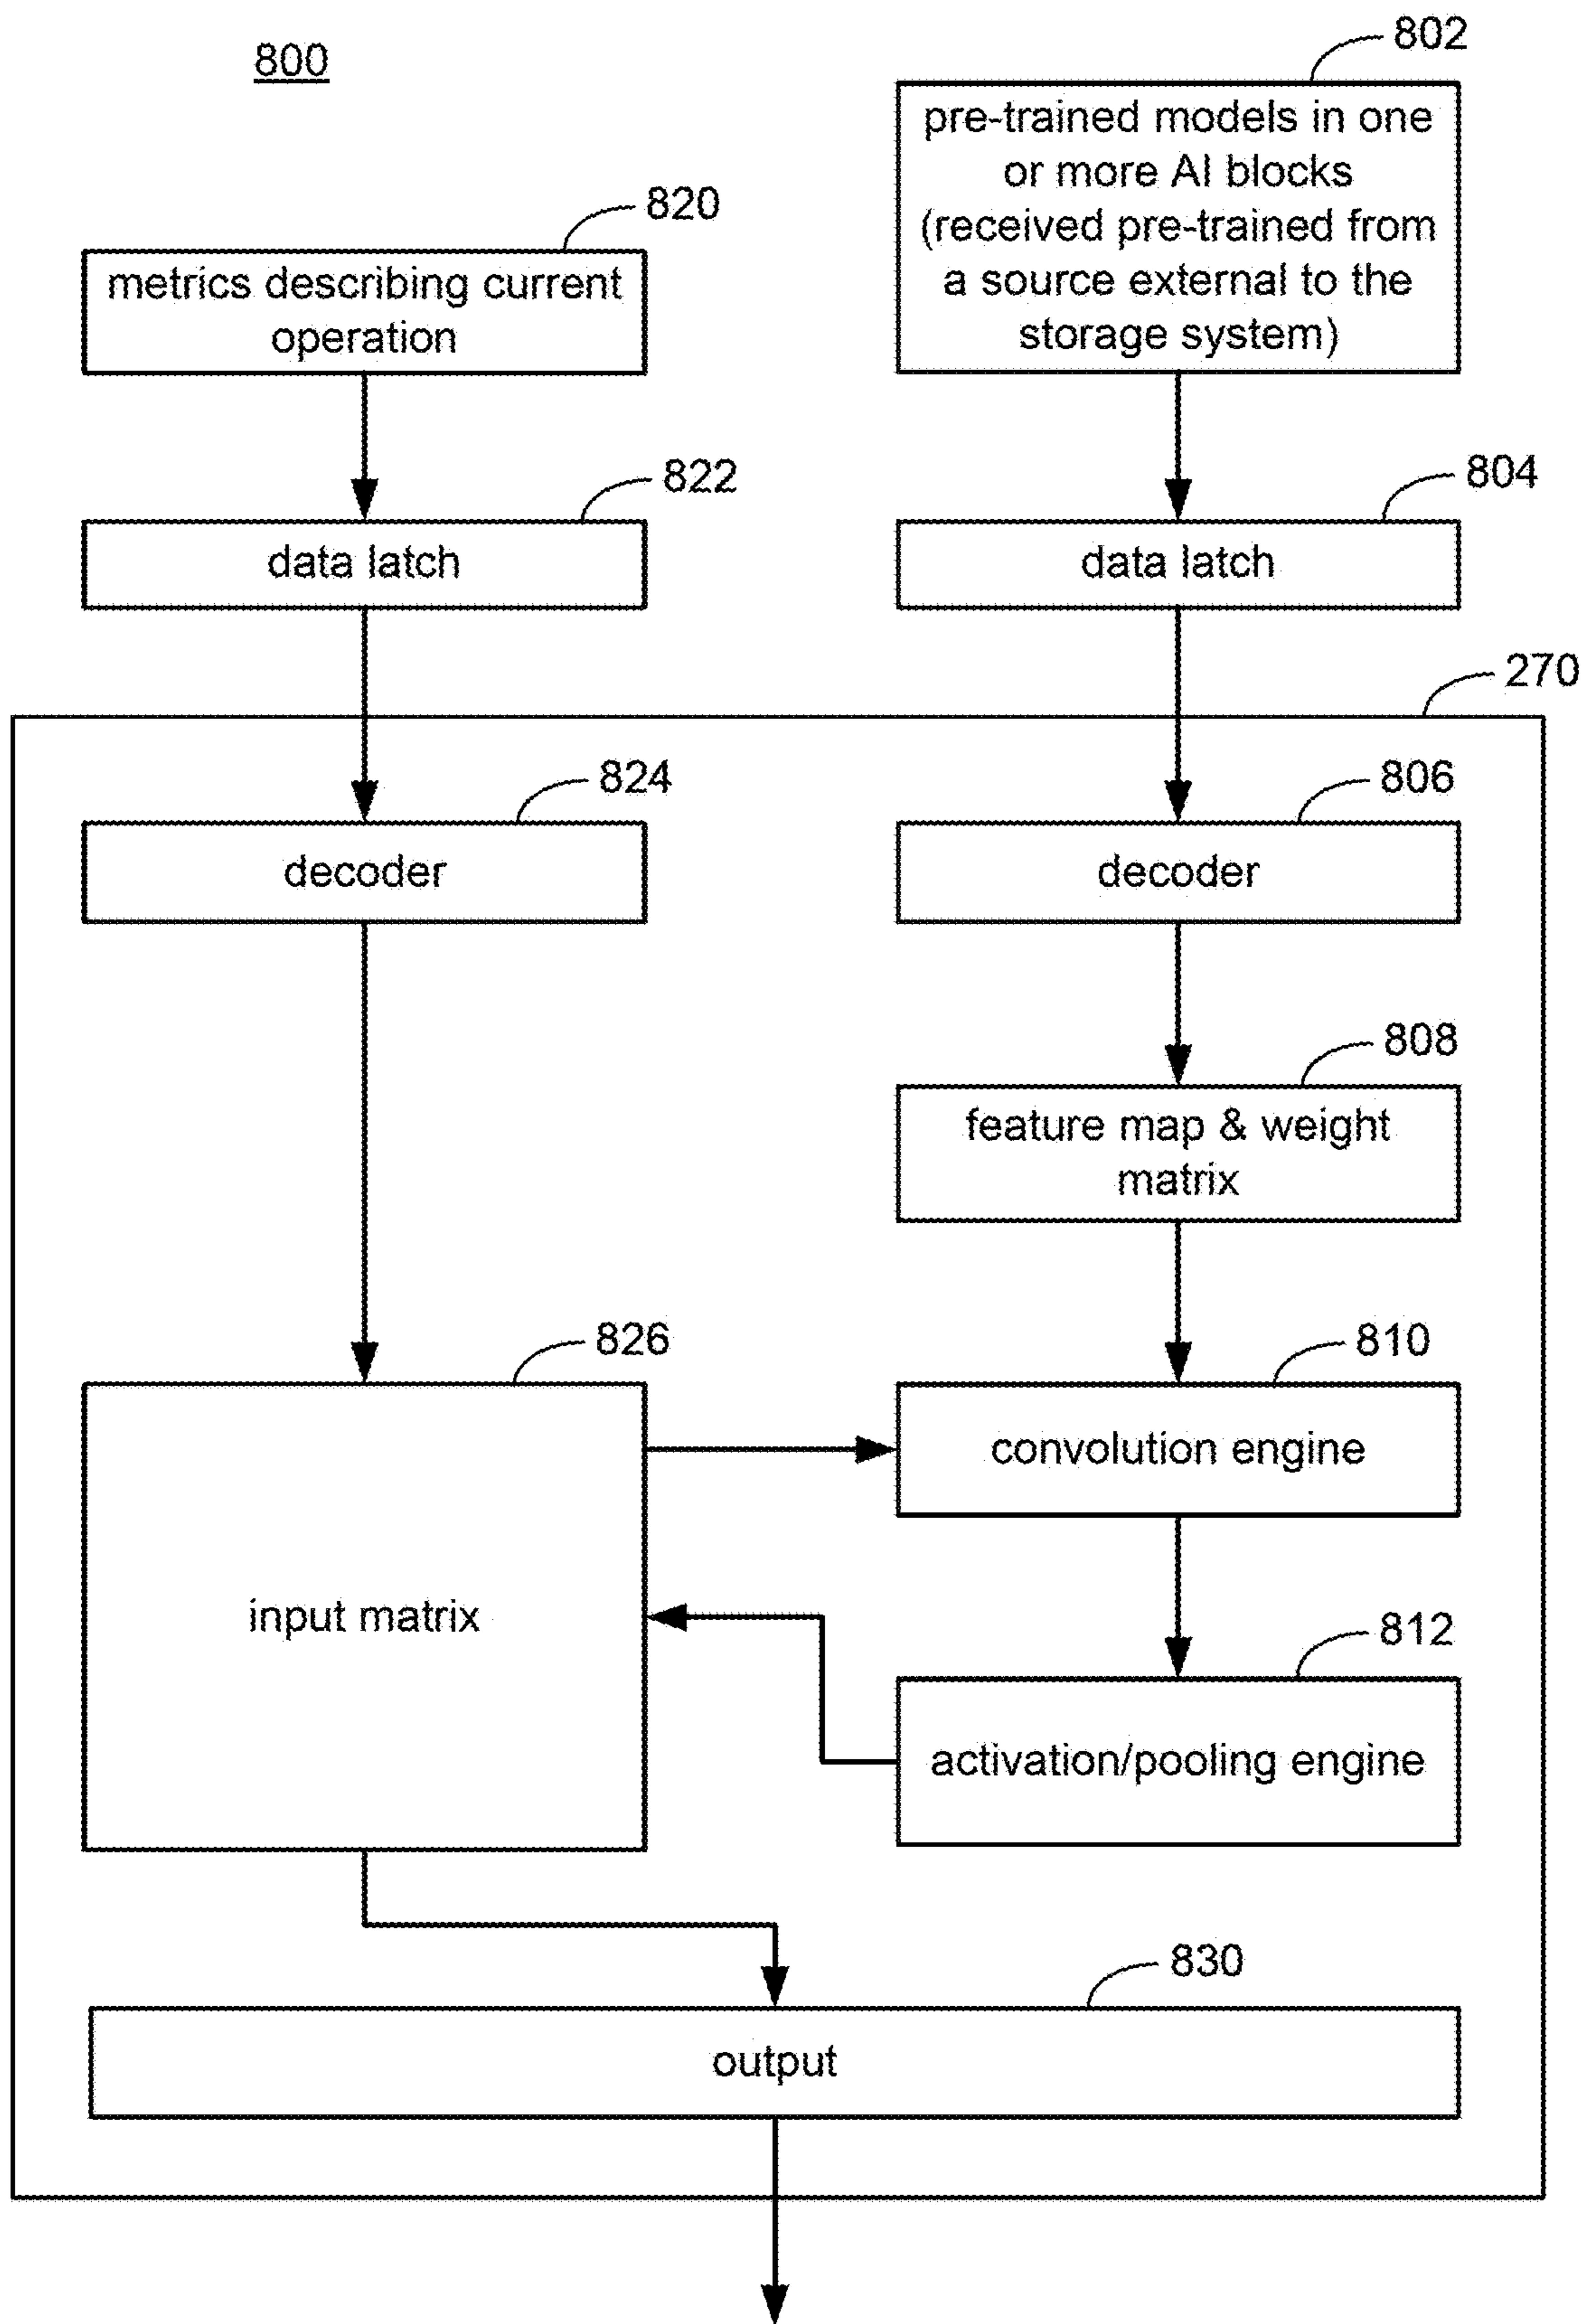 800
802
pre-trained models in one
or more AI blocks
(received pre-trained from
a source external to the
storage system)
820
metrics describing current
operation
822
data latch
804
data latch
270
824
decoder
806
decoder
808
feature map & weight
matrix
826
input matrix
810
convolution engine
812
activation/pooling engine
830
output